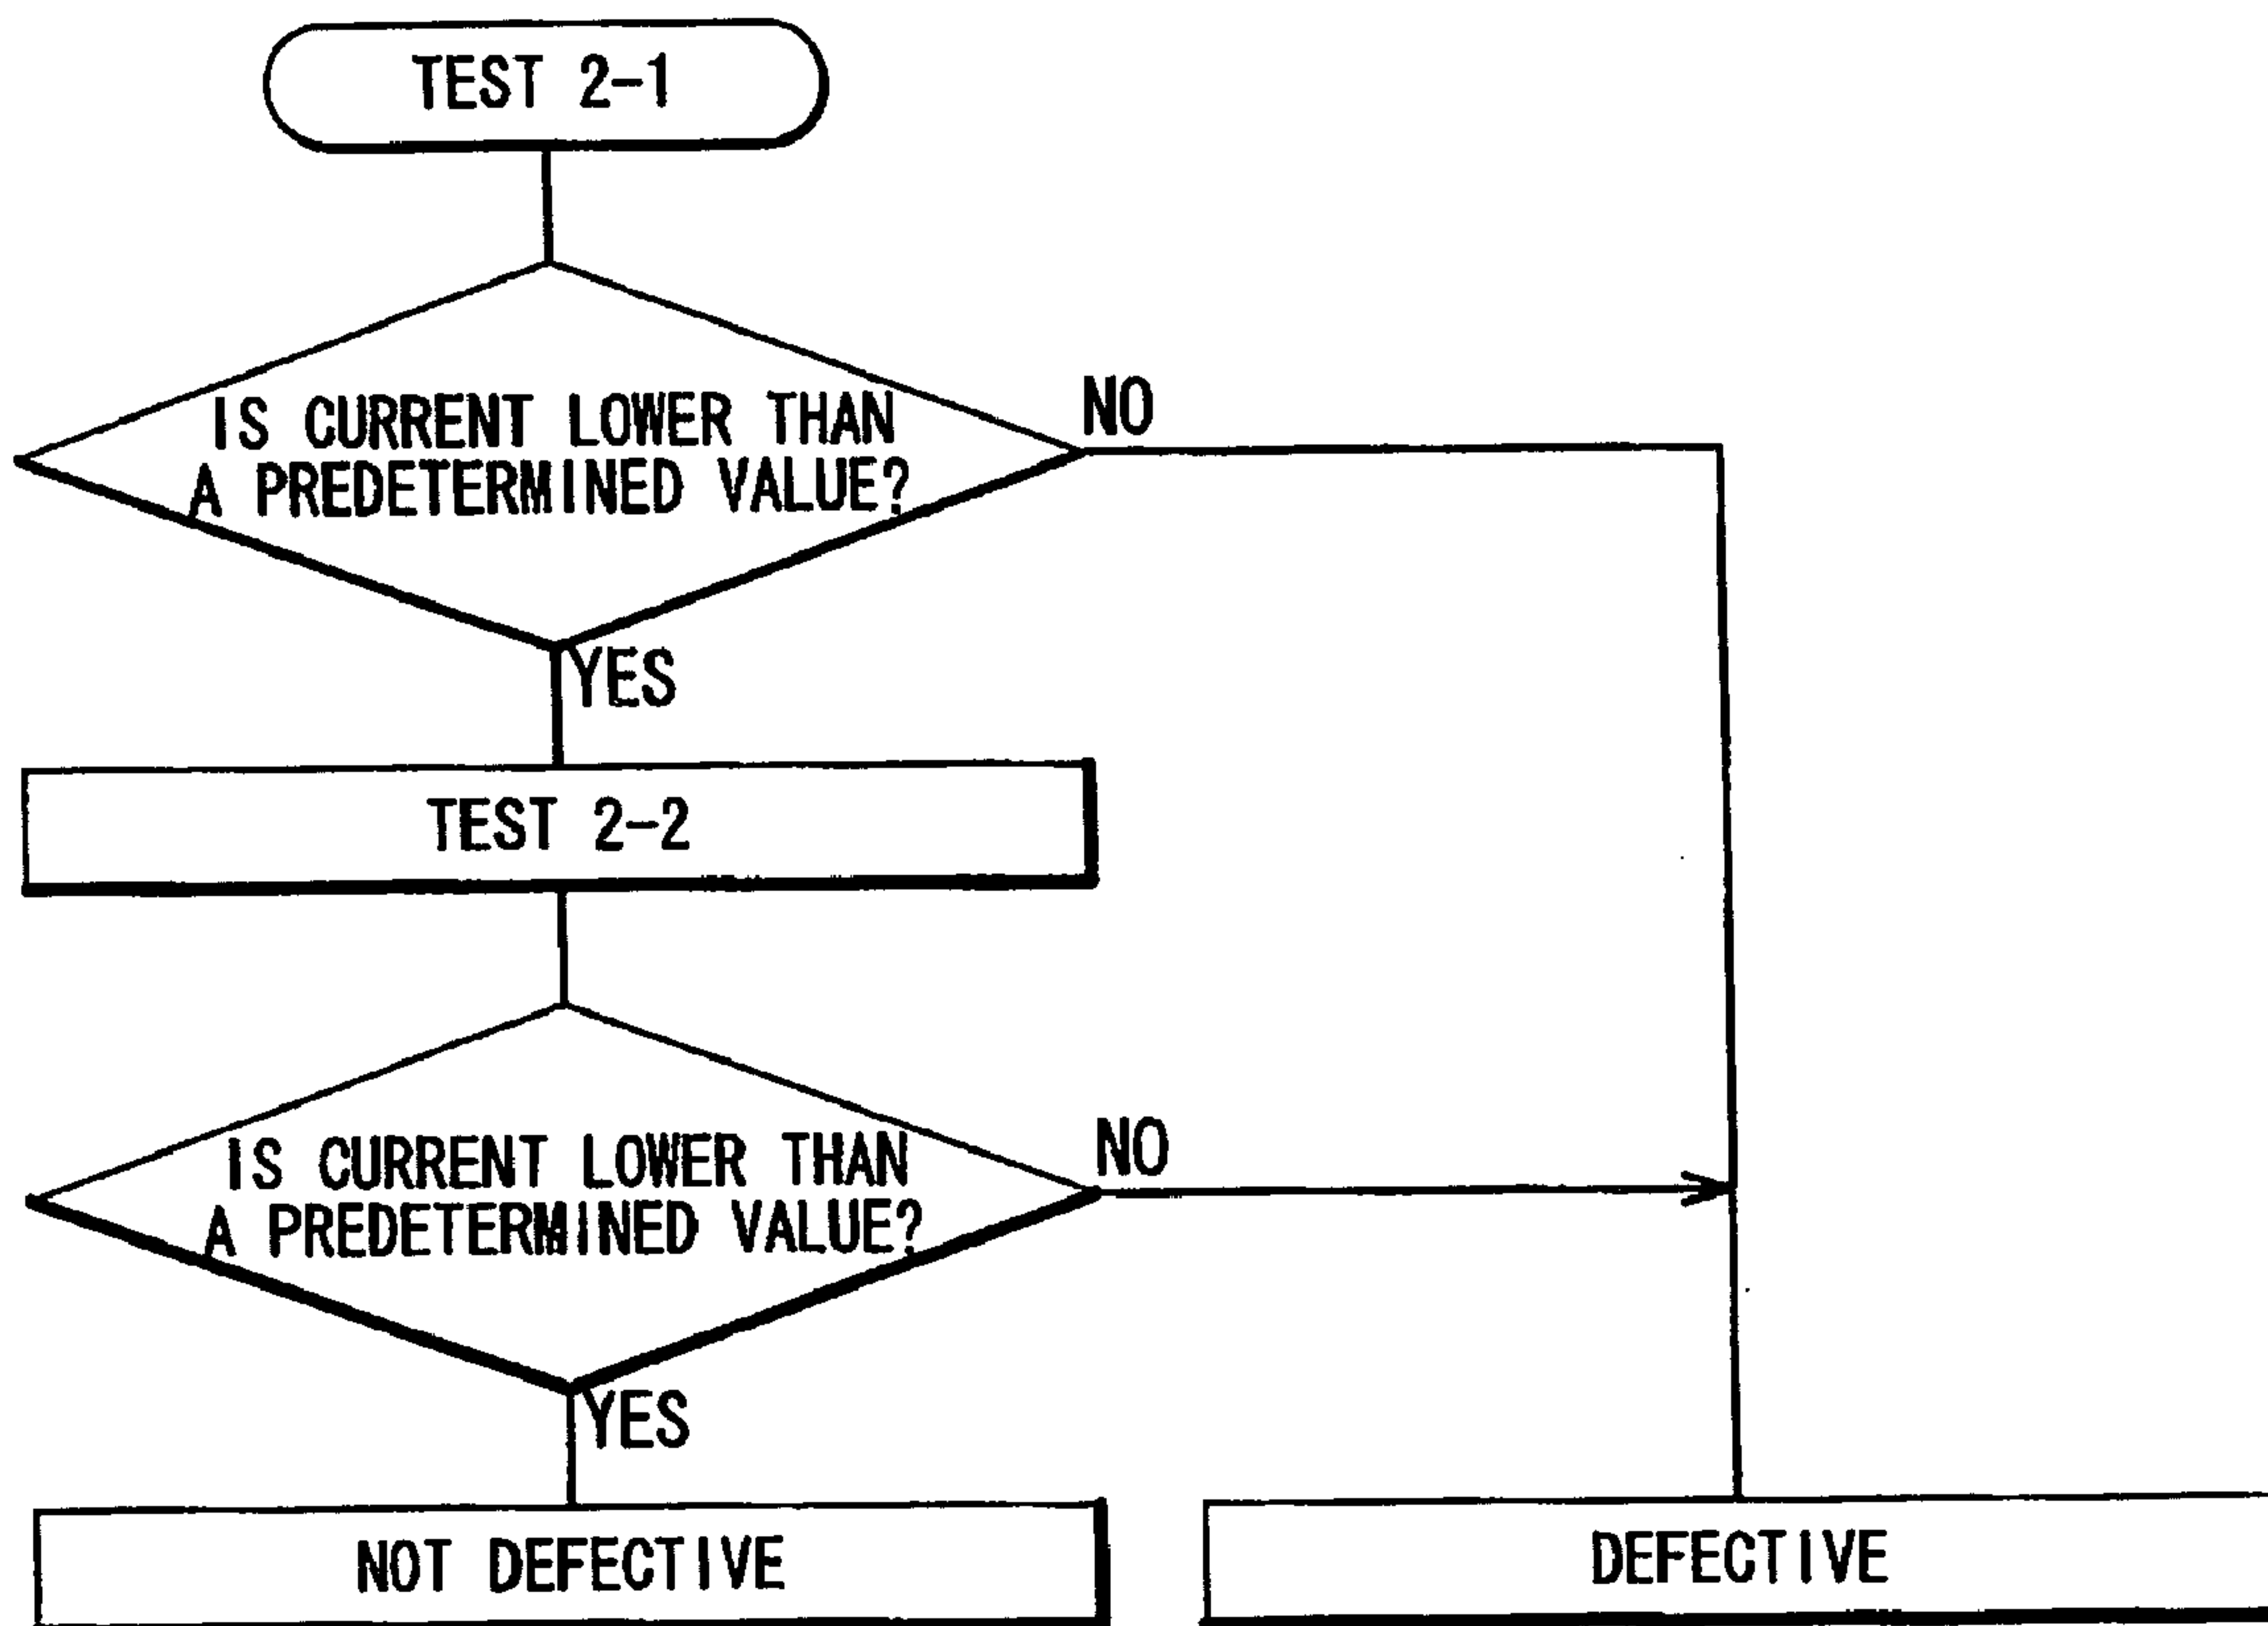 TEST 2-1
IS CURRENT LOWER THAN
A PREDETERMINED VALUE?
NO
YES
TEST 2-2
IS CURRENT LOWER THAN
A PREDETERMINED VALUE?
NO
YES
NOT DEFECTIVE
DEFECTIVE